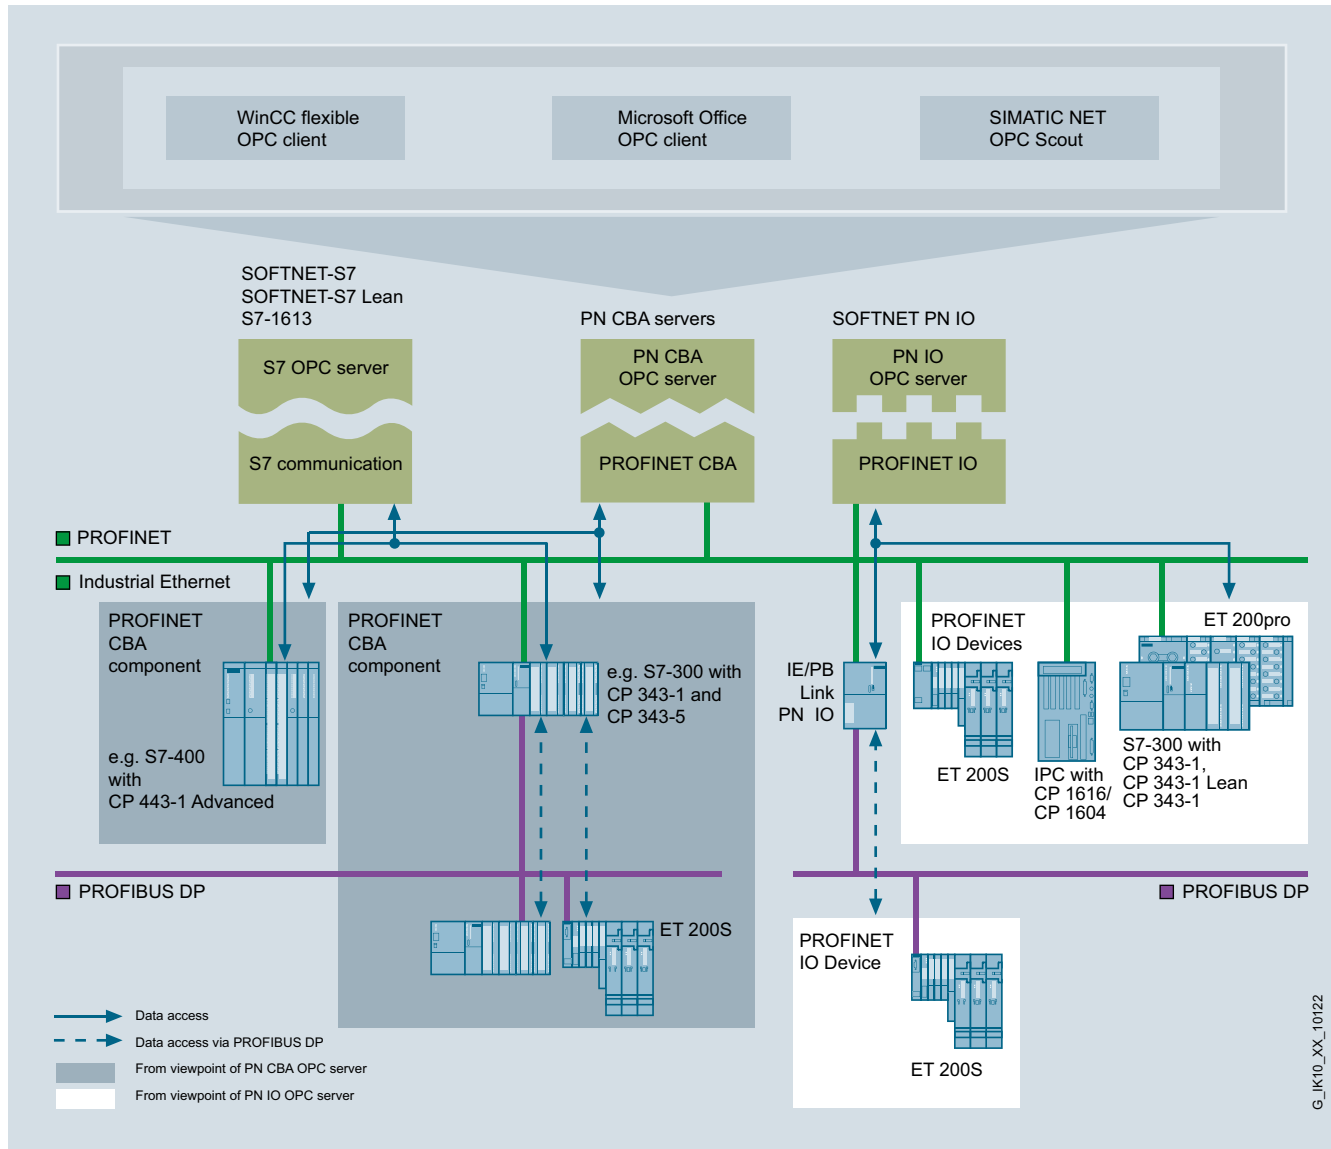 WinCC flexible
OPC client
Microsoft Office
OPC client
SIMATIC NET
OPC Scout
SOFTNET-S7
SOFTNET-S7 Lean
S7-1613
PN CBA servers
SOFTNET PN IO
S7 OPC server
PN CBA
OPC server
PN IO
OPC server
S7 communication
PROFINET CBA
PROFINET IO
PROFINET
Industrial Ethernet
PROFINET
CBA
component
e.g. S7-400
with
CP 443-1 Advanced
PROFINET
CBA
component
e.g. S7-300 with
CP 343-1 and
CP 343-5
IE/PB
Link
PN IO
PROFINET
IO Devices
ET 200S
IPC with
CP 1616/
CP 1604
ET 200pro
S7-300 with
CP 343-1,
CP 343-1 Lean
CP 343-1
PROFIBUS DP
PROFIBUS DP
ET 200S
PROFINET
IO Device
ET 200S
Data access
Data access via PROFIBUS DP
From viewpoint of PN CBA OPC server
From viewpoint of PN IO OPC server
G_IK10_XX_10122